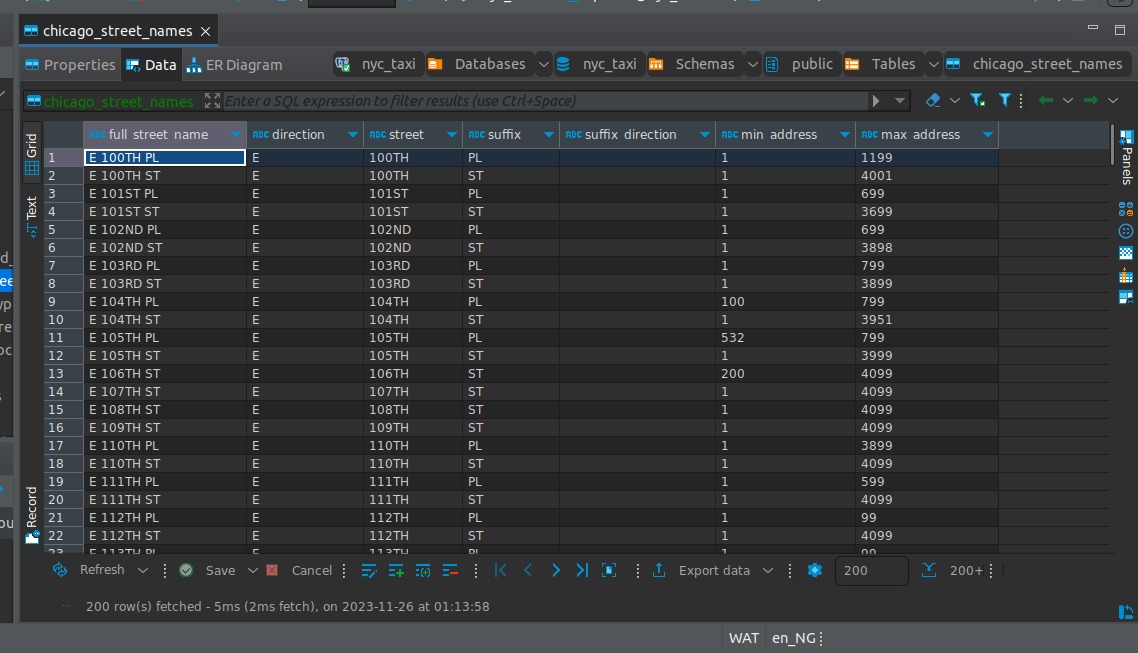 chicago_street_names
Properties Data ER Diagram nyc_taxi Databases nyc_taxi Schemas public Tables chicago_street_names
chicago_street_names Enter a SQL expression to filter results (use Ctrl+Space)
Grid
Text
Record
Panels
ABC full_street_name ABC direction ABC street ABC suffix ABC suffix_direction ABC min_address ABC max_address
1 E 100TH PL E 100TH PL 1 1199
2 E 100TH ST E 100TH ST 1 4001
3 E 101ST PL E 101ST PL 1 699
4 E 101ST ST E 101ST ST 1 3699
5 E 102ND PL E 102ND PL 1 699
6 E 102ND ST E 102ND ST 1 3898
7 E 103RD PL E 103RD PL 1 799
8 E 103RD ST E 103RD ST 1 3899
9 E 104TH PL E 104TH PL 100 799
10 E 104TH ST E 104TH ST 1 3951
11 E 105TH PL E 105TH PL 532 799
12 E 105TH ST E 105TH ST 1 3999
13 E 106TH ST E 106TH ST 200 4099
14 E 107TH ST E 107TH ST 1 4099
15 E 108TH ST E 108TH ST 1 4099
16 E 109TH ST E 109TH ST 1 4099
17 E 110TH PL E 110TH PL 1 3899
18 E 110TH ST E 110TH ST 1 4099
19 E 111TH PL E 111TH PL 1 599
20 E 111TH ST E 111TH ST 1 4099
21 E 112TH PL E 112TH PL 1 99
22 E 112TH ST E 112TH ST 1 4099
23 E 113TH PL E 113TH PL 1 99
Refresh Save Cancel Export data 200 200+
200 row(s) fetched - 5ms (2ms fetch), on 2023-11-26 at 01:13:58
WAT en_NG